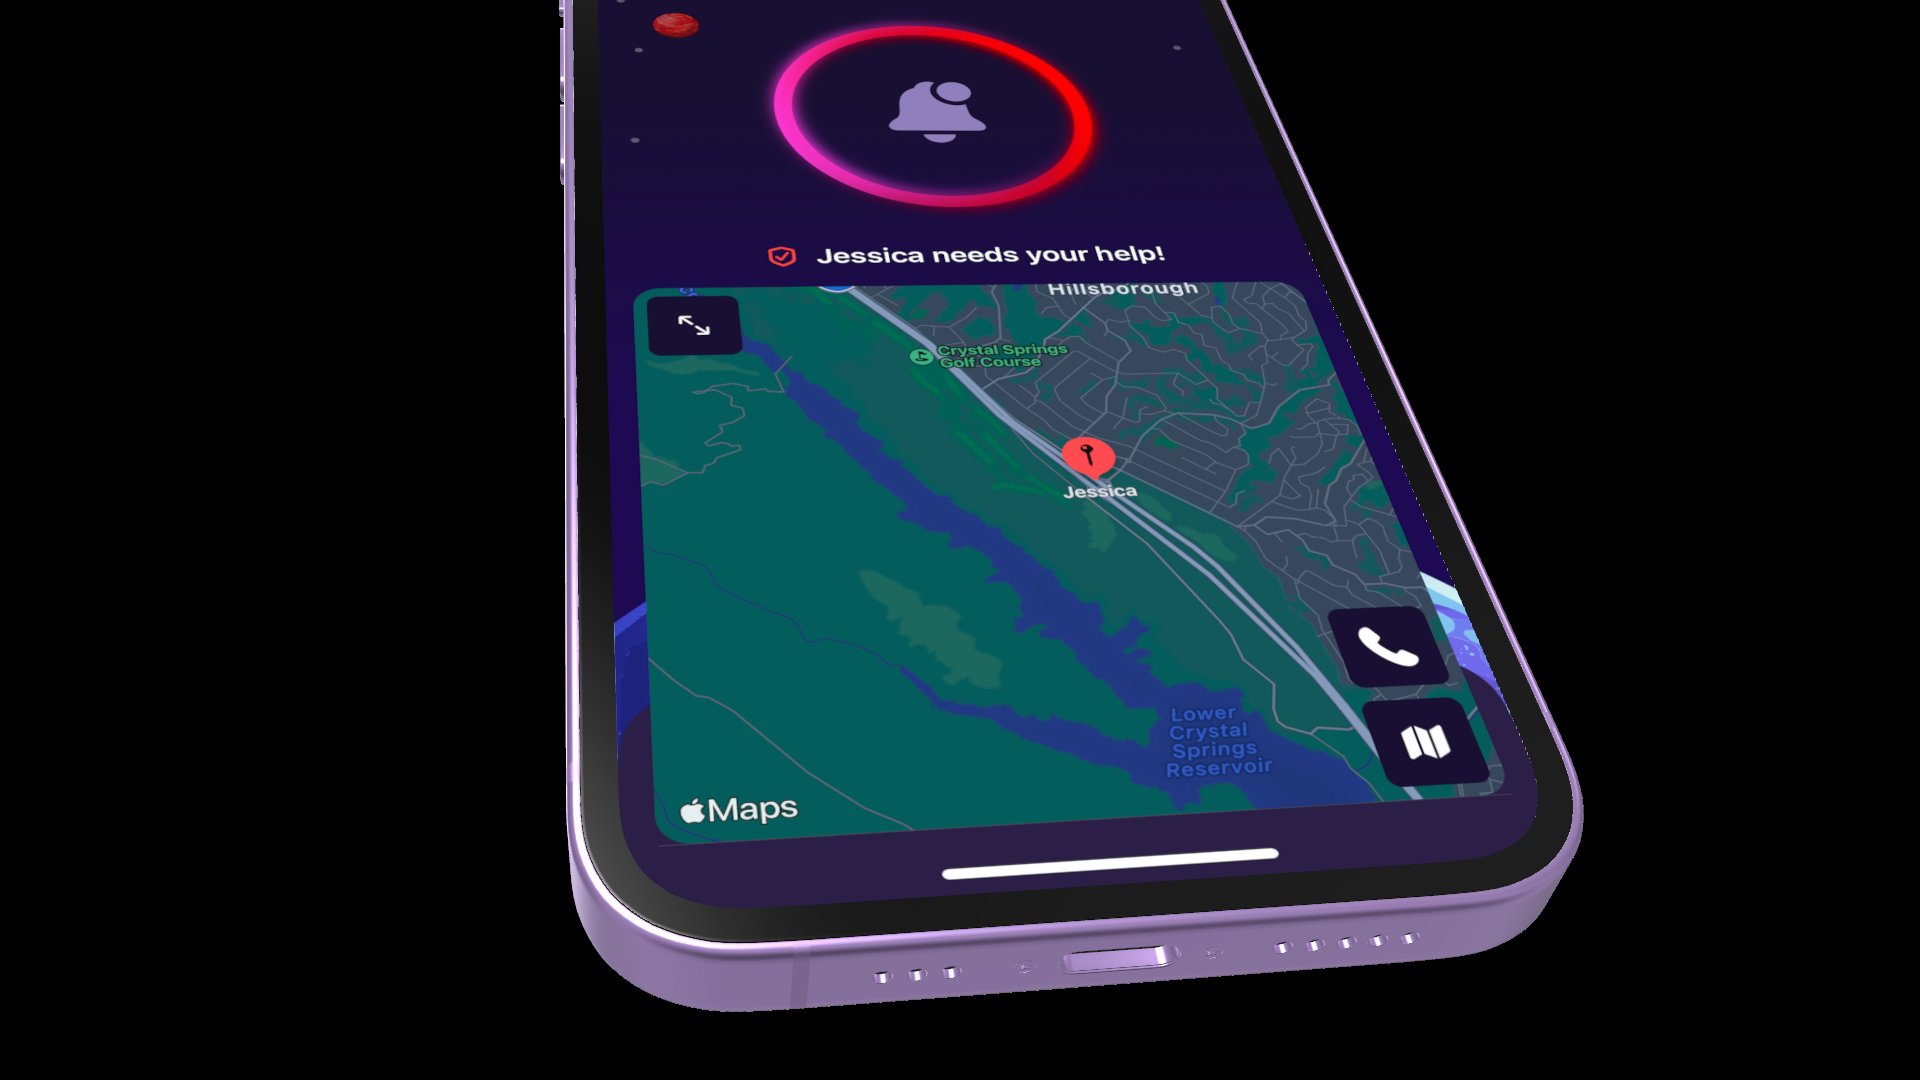 Jessica needs your help!
Hillsborough
Crystal Springs
Golf Course
Jessica
Lower
Crystal
Springs
Reservoir
Maps